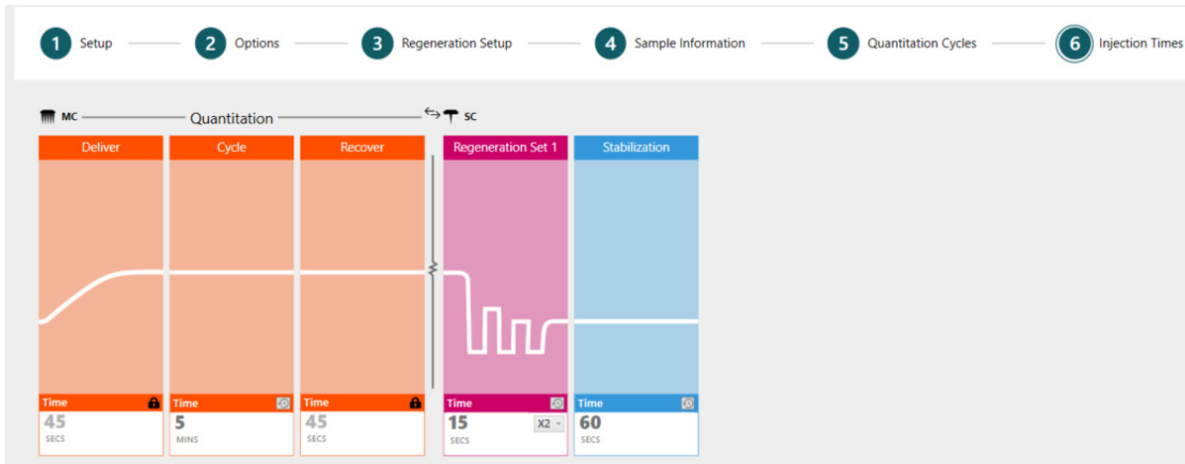 1 Setup 2 Options 3 Regeneration Setup 4 Sample Information 5 Quantitation Cycles 6 Injection Times
MC Quantitation SC
Deliver Cycle Recover Regeneration Set 1 Stabilization
Time Time Time Time Time
45 5 45 15 X2 60
SECS MINS SECS SECS SECS